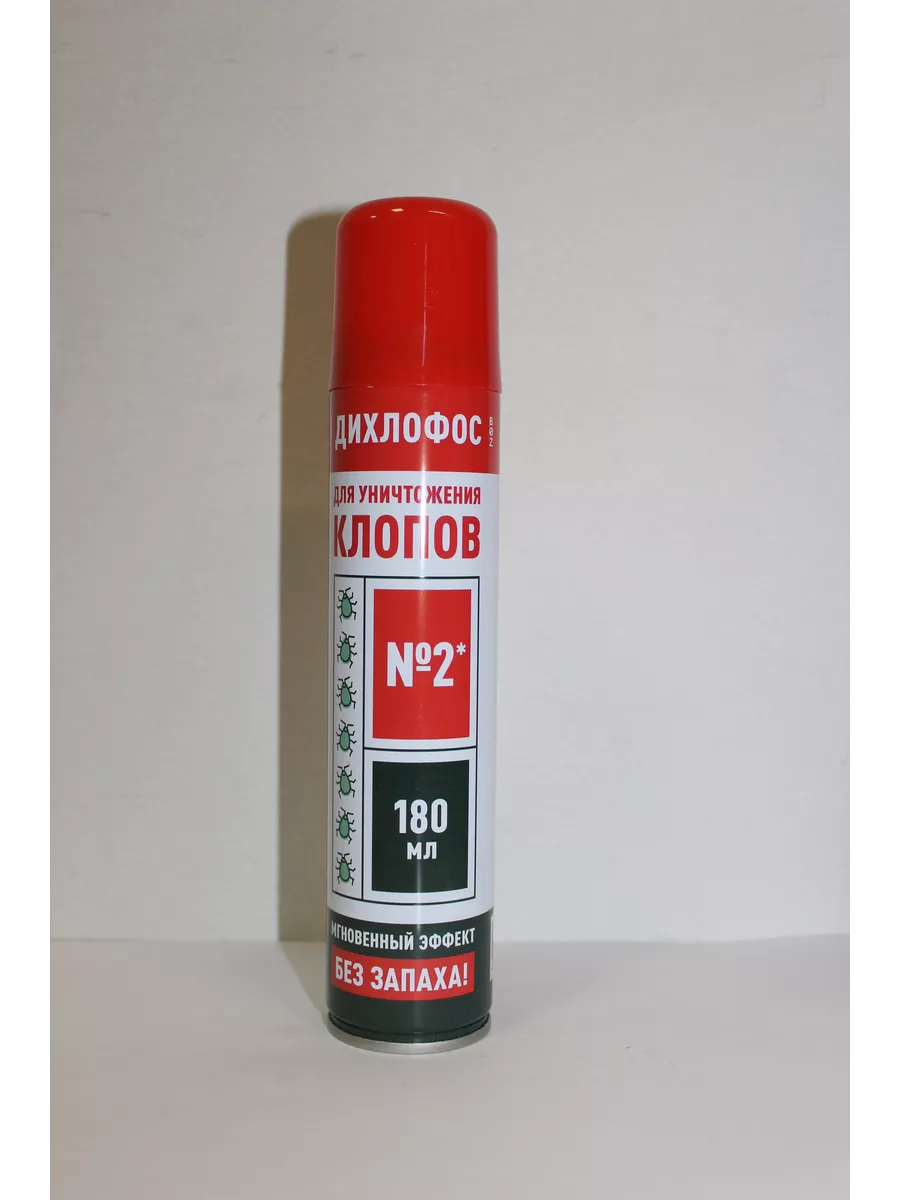 ДИХЛОФОС
ДЛЯ УНИЧТОЖЕНИЯ
КЛОПОВ
№2*
180
МЛ
МГНОВЕННЫЙ ЭФФЕКТ
БЕЗ ЗАПАХА!